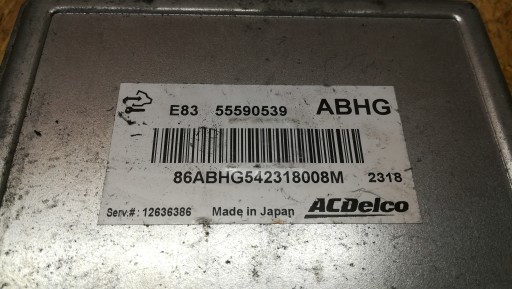 E83 55590539 ABHG
86ABHG542318008M 2318
Serv.#: 12636386 Made in Japan ACDelco